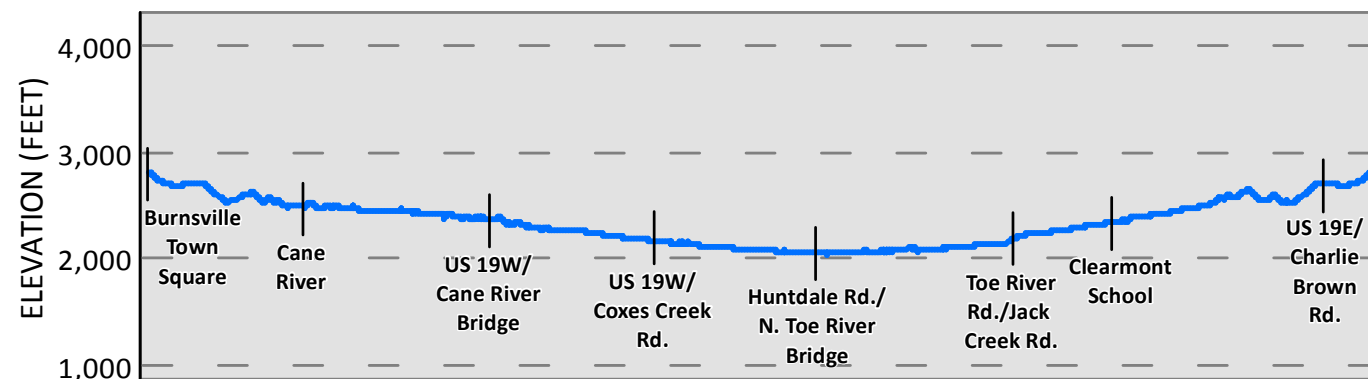 ELEVATION (FEET)
4,000
3,000
2,000
1,000
Burnsville
Town
Square
Cane
River
US 19W/
Cane River
Bridge
US 19W/
Coxes Creek
Rd.
Huntdale Rd./
N. Toe River
Bridge
Toe River
Rd./Jack
Creek Rd.
Clearmont
School
US 19E/
Charlie
Brown
Rd.